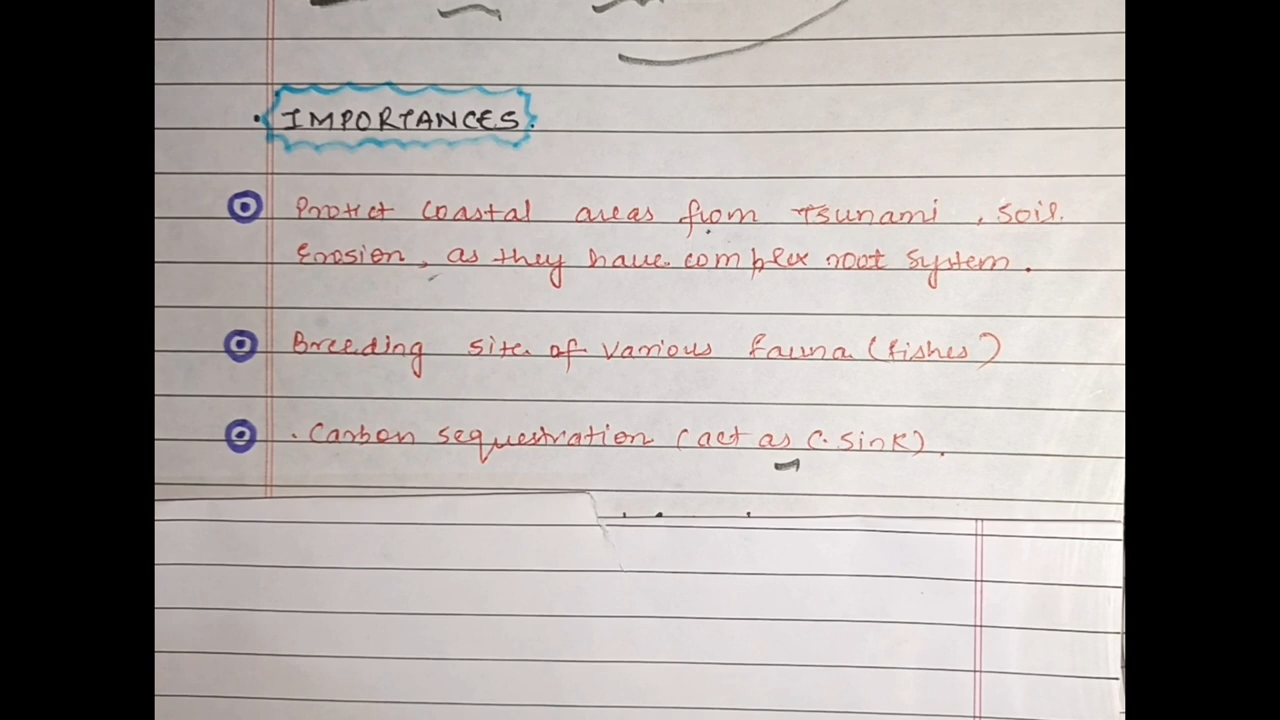 IMPORTANCES.
Protect coastal areas from Tsunami, soil
Erosion, as they have complex root system.
Breeding site of various fauna (fishes)
Carbon sequestration (act as C. sink).